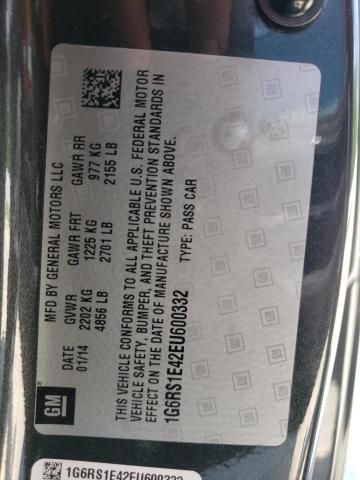 MFD BY GENERAL MOTORS LLC
DATE GVWR GAWR FRT GAWR RR
01/14 2202 KG 1225 KG 977 KG
4856 LB 2701 LB 2155 LB
THIS VEHICLE CONFORMS TO ALL APPLICABLE U.S. FEDERAL MOTOR
VEHICLE SAFETY, BUMPER, AND THEFT PREVENTION STANDARDS IN
EFFECT ON THE DATE OF MANUFACTURE SHOWN ABOVE.
1G6RS1E42EU600332 TYPE: PASS CAR
GM
1G6RS1E42EU600332